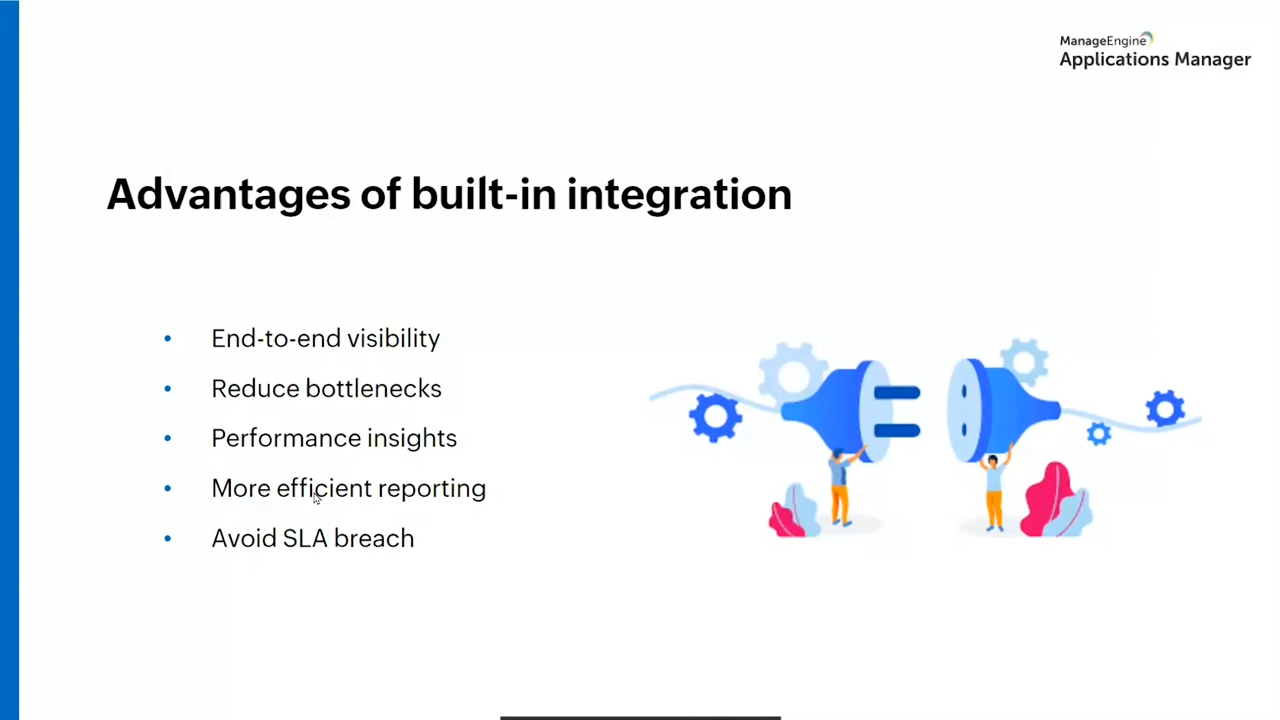 ManageEngine
Applications Manager
Advantages of built-in integration
• End-to-end visibility
• Reduce bottlenecks
• Performance insights
• More efficient reporting
• Avoid SLA breach